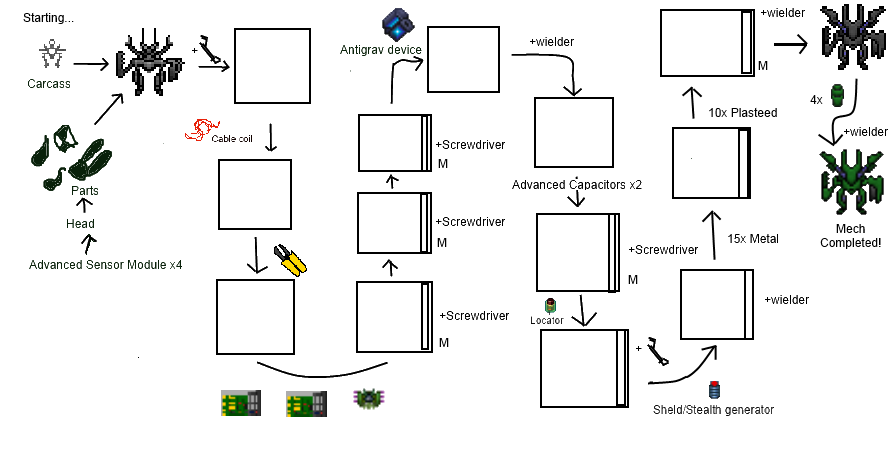 Starting...
Carcass
+
Parts
Head
Advanced Sensor Module x4
Cable coil
Antigrav device
+Screwdriver
M
+Screwdriver
M
+Screwdriver
M
+wielder
Advanced Capacitors x2
+Screwdriver
M
Locator
+
Sheld/Stealth generator
+wielder
15x Metal
10x Plasteed
+wielder
M
4x
+wielder
Mech
Completed!